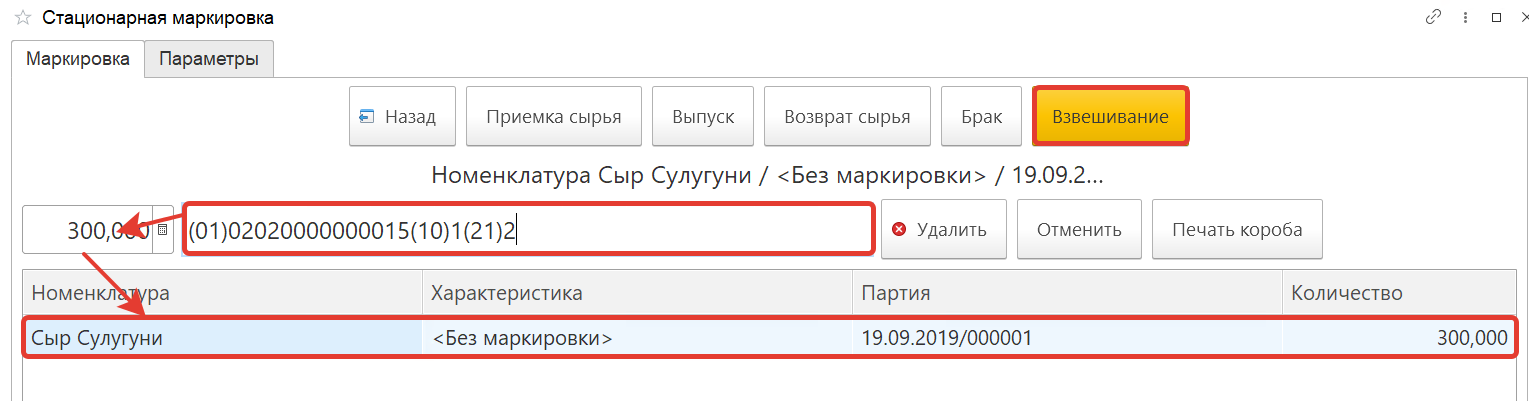 Стационарная маркировка
Маркировка Параметры
Назад Приемка сырья Выпуск Возврат сырья Брак Взвешивание
Номенклатура Сыр Сулугуни / <Без маркировки> / 19.09.2...
300,000 (01)02020000000015(10)1(21)2 Удалить Отменить Печать короба
Номенклатура Характеристика Партия Количество
Сыр Сулугуни <Без маркировки> 19.09.2019/000001 300,000